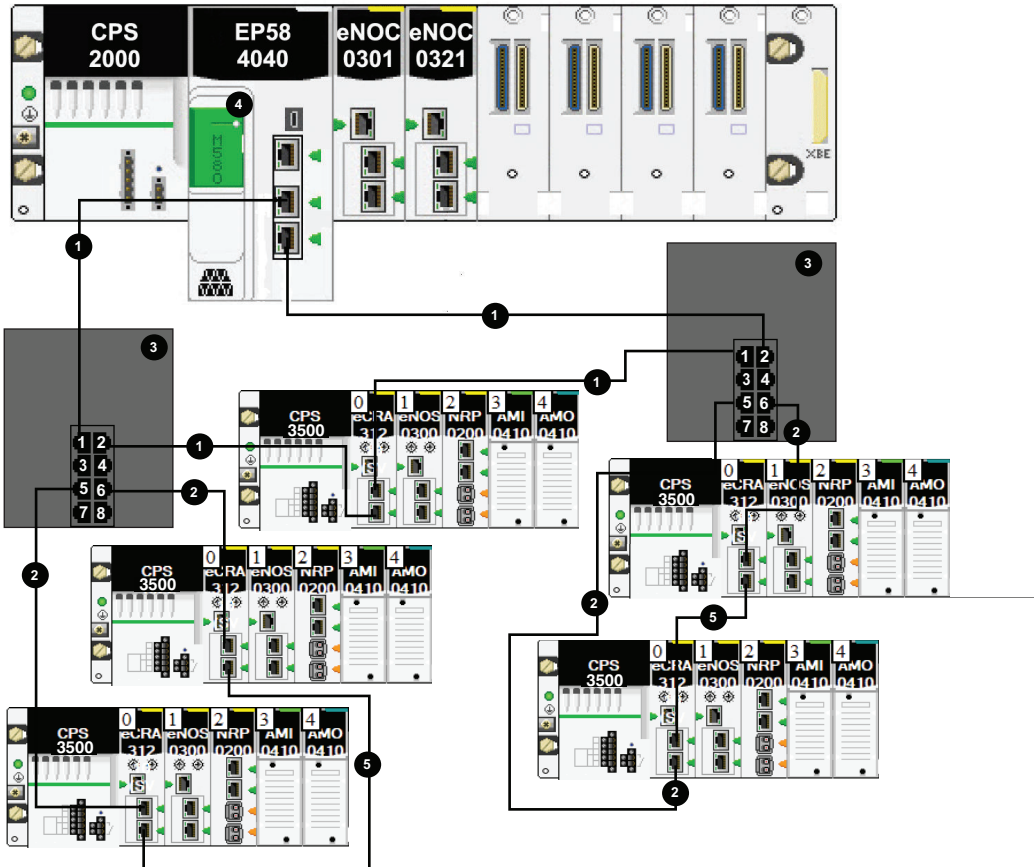 CPS 2000
EP58 4040
eNOC 0301
eNOC 0321
4
M580
XBE
1
3
1
3
1 2
3 4
5 6
7 8
1
0 1 2 3 4
CPS 3500
eCRA 312
eNOS 0300
NRP 0200
AMI 0410
AMO 0410
S
1 2
3 4
5 6
7 8
1
2
2
0 1 2 3 4
CPS 3500
eCRA 312
eNOS 0300
NRP 0200
AMI 0410
AMO 0410
S
0 1 2 3 4
CPS 3500
eCRA 312
eNOS 0300
NRP 0200
AMI 0410
AMO 0410
S
2
2
5
0 1 2 3 4
CPS 3500
eCRA 312
eNOS 0300
NRP 0200
AMI 0410
AMO 0410
S
2
0 1 2 3 4
CPS 3500
eCRA 312
eNOS 0300
NRP 0200
AMI 0410
AMO 0410
S
5